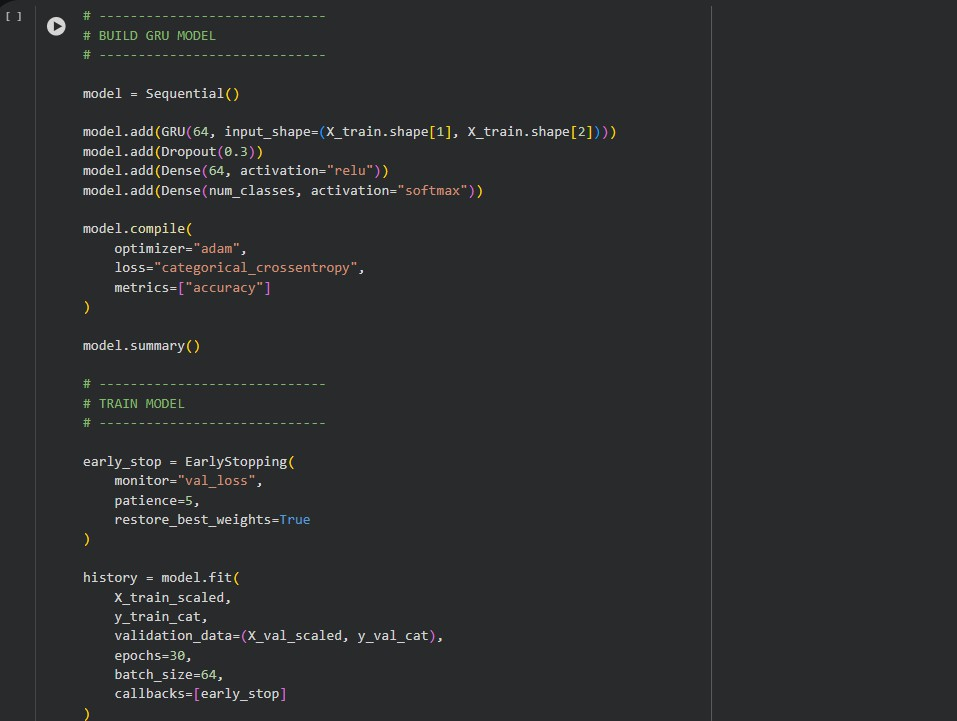 [ ]
# -----------------------------
# BUILD GRU MODEL
# -----------------------------
model = Sequential()
model.add(GRU(64, input_shape=(X_train.shape[1], X_train.shape[2])))
model.add(Dropout(0.3))
model.add(Dense(64, activation="relu"))
model.add(Dense(num_classes, activation="softmax"))
model.compile(
    optimizer="adam",
    loss="categorical_crossentropy",
    metrics=["accuracy"]
)
model.summary()
# -----------------------------
# TRAIN MODEL
# -----------------------------
early_stop = EarlyStopping(
    monitor="val_loss",
    patience=5,
    restore_best_weights=True
)
history = model.fit(
    X_train_scaled,
    y_train_cat,
    validation_data=(X_val_scaled, y_val_cat),
    epochs=30,
    batch_size=64,
    callbacks=[early_stop]
)